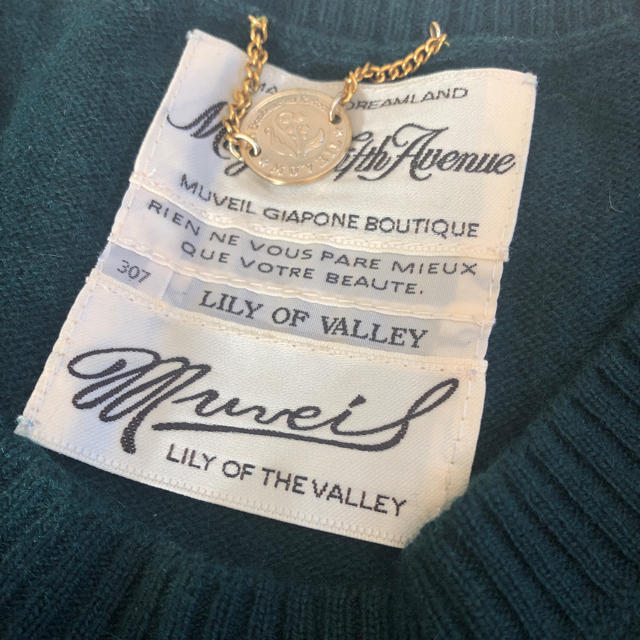 DREAMLAND
fth Avenue
MUVEIL GIAPONE BOUTIQUE
RIEN NE VOUS PARE MIEUX
QUE VOTRE BEAUTE.
307 LILY OF VALLEY
Muveil
LILY OF THE VALLEY